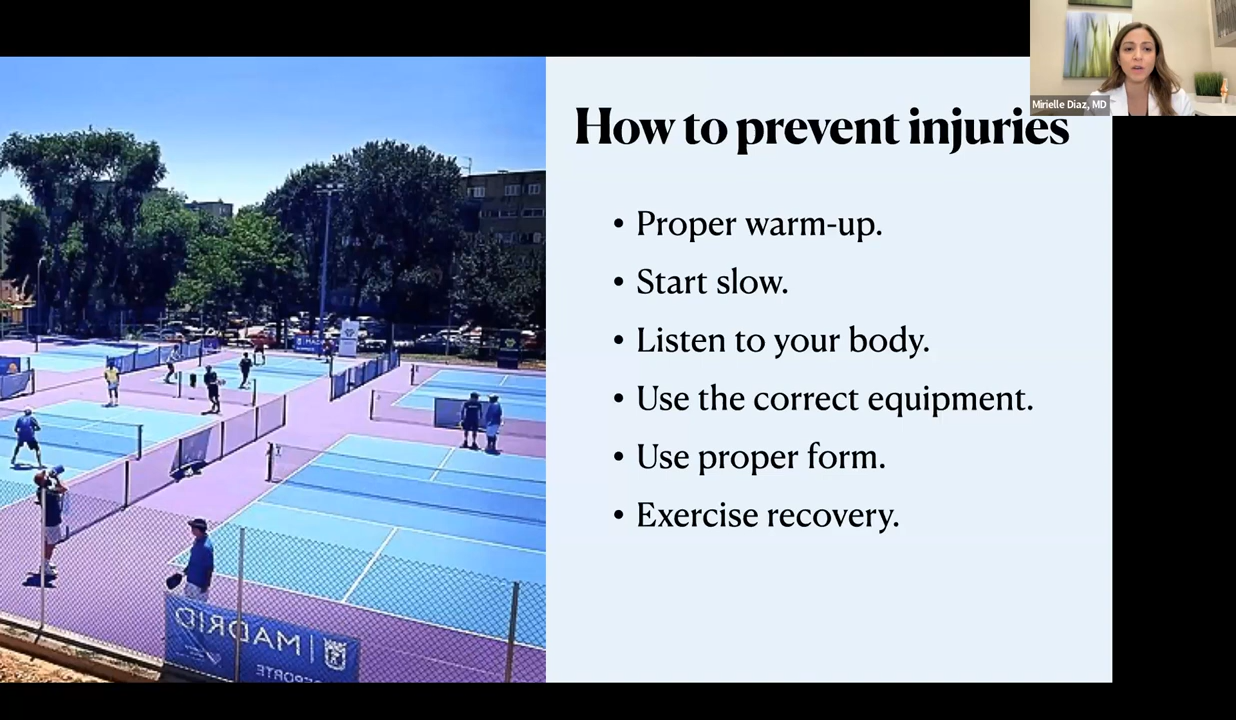 Mirielle Diaz, MD
How to prevent injuries
• Proper warm-up.
• Start slow.
• Listen to your body.
• Use the correct equipment.
• Use proper form.
• Exercise recovery.
MADRID
DEPORTE